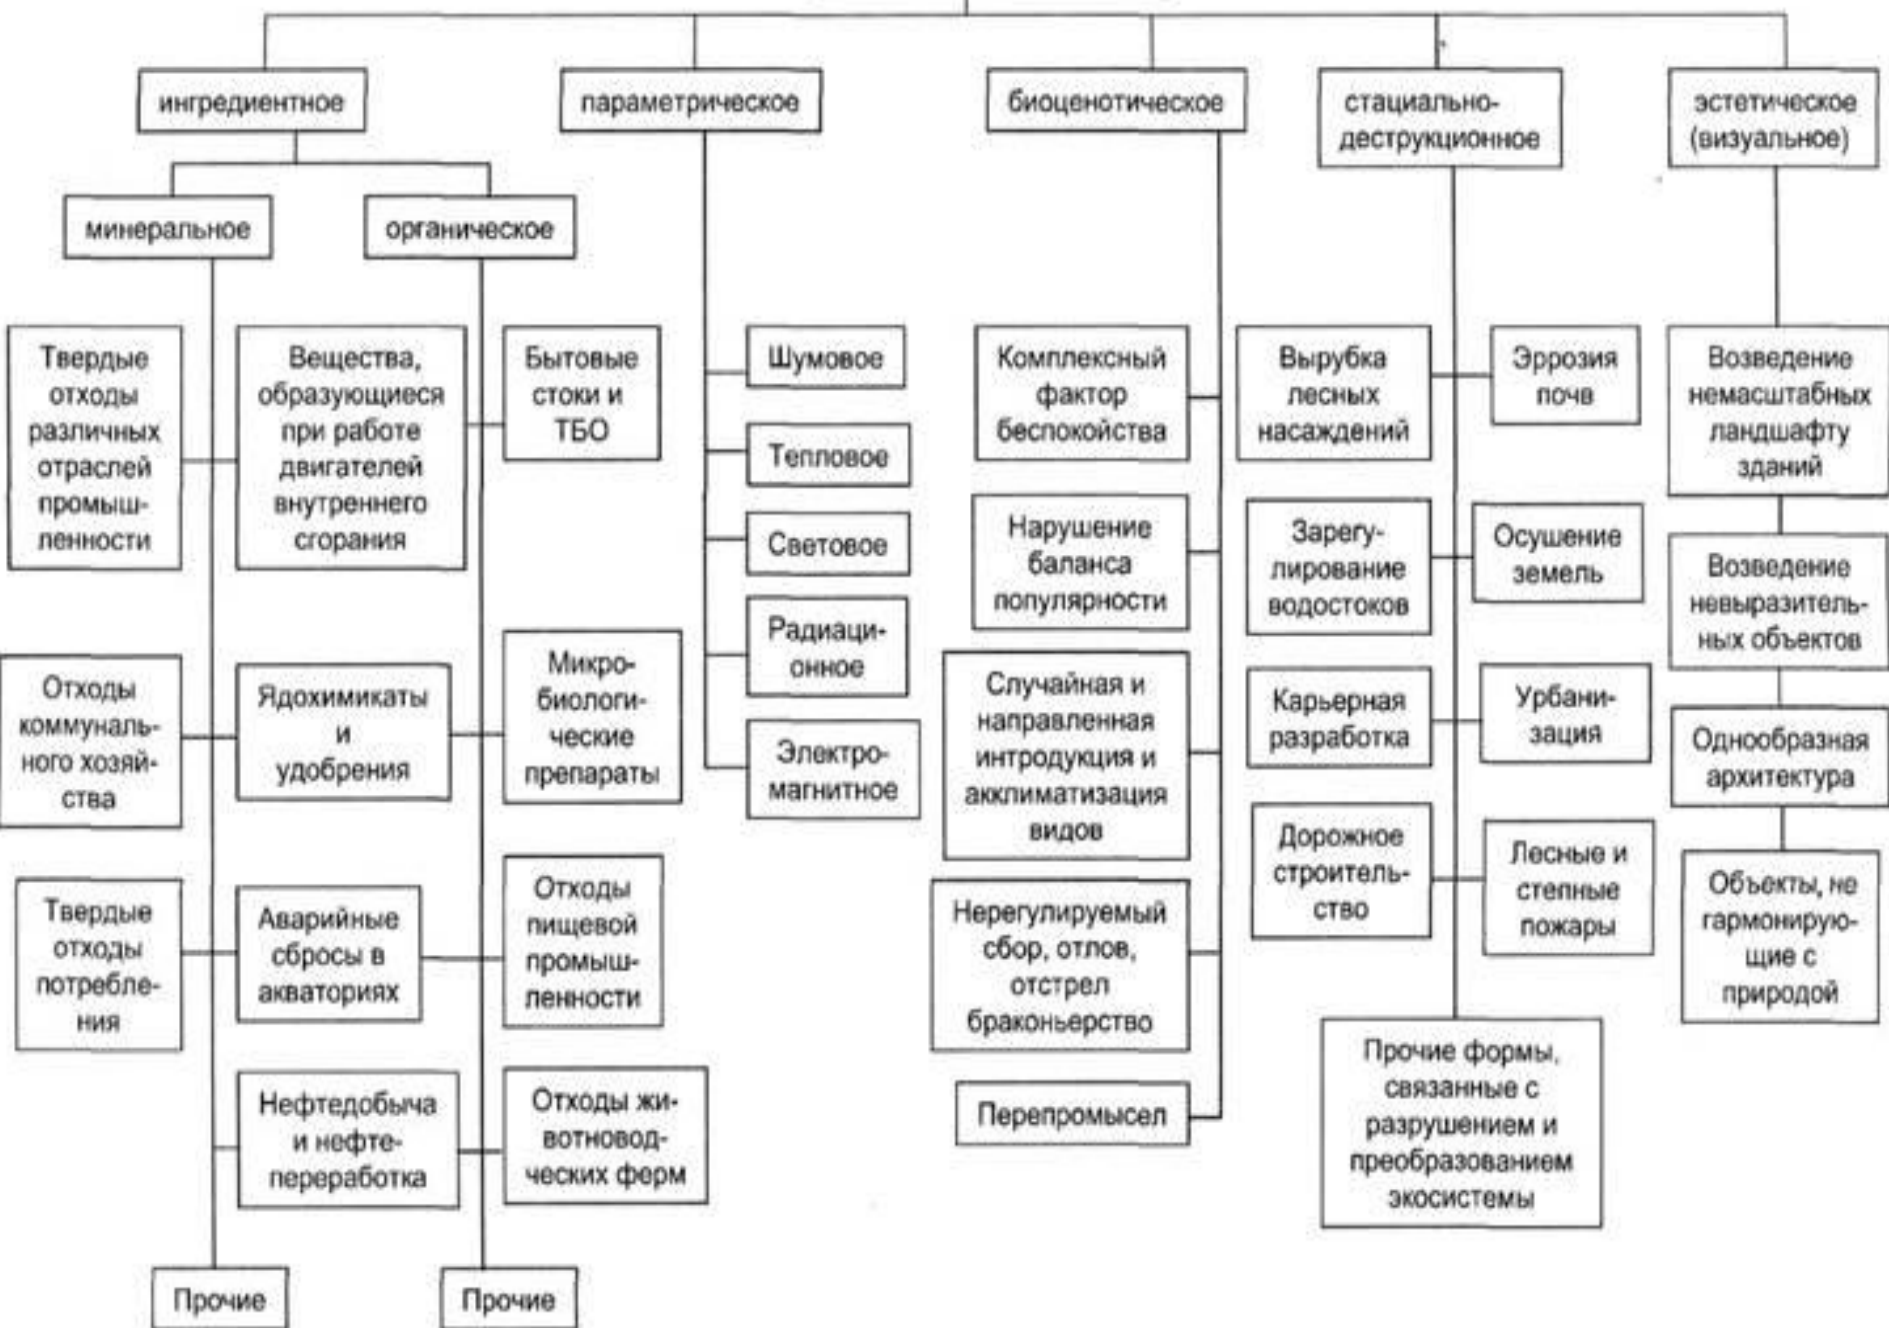 ингредиентное
параметрическое
биоценотическое
стациально-
деструкционное
эстетическое
(визуальное)
минеральное
органическое
Твердые
отходы
различных
отраслей
промыш-
ленности
Вещества,
образующиеся
при работе
двигателей
внутреннего
сгорания
Бытовые
стоки и
ТБО
Шумовое
Тепловое
Световое
Радиаци-
онное
Электро-
магнитное
Комплексный
фактор
беспокойства
Нарушение
баланса
популярности
Случайная и
направленная
интродукция и
акклиматизация
видов
Нерегулируемый
сбор, отлов,
отстрел
браконьерство
Перепромысел
Вырубка
лесных
насаждений
Эррозия
почв
Зарегу-
лирование
водостоков
Осушение
земель
Карьерная
разработка
Урбани-
зация
Дорожное
строитель-
ство
Лесные и
степные
пожары
Прочие формы,
связанные с
разрушением и
преобразованием
экосистемы
Возведение
немасштабных
ландшафту
зданий
Возведение
невыразитель-
ных объектов
Однообразная
архитектура
Объекты, не
гармонирую-
щие с
природой
Отходы
коммуналь-
ного хозяй-
ства
Ядохимикаты
и
удобрения
Микро-
биологи-
ческие
препараты
Твердые
отходы
потребле-
ния
Аварийные
сбросы в
акваториях
Отходы
пищевой
промыш-
ленности
Нефтедобыча
и нефте-
переработка
Отходы жи-
вотновод-
ческих ферм
Прочие
Прочие